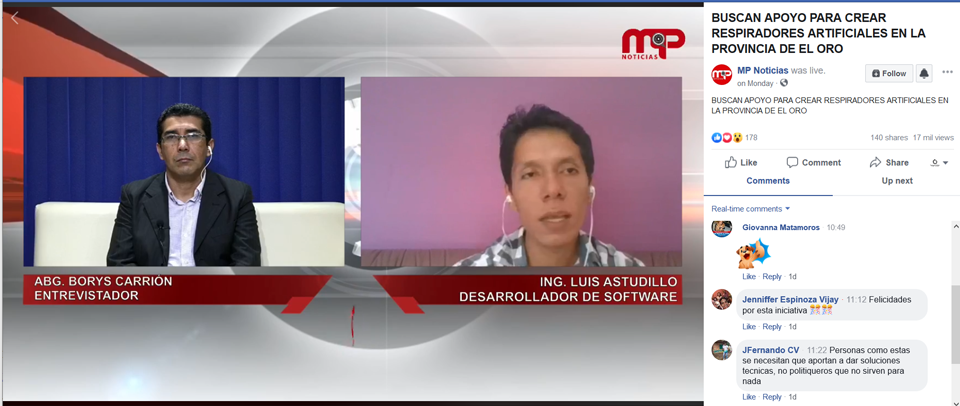 MP
NOTICIAS
ABG. BORYS CARRIÓN
ENTREVISTADOR
ING. LUIS ASTUDILLO
DESARROLLADOR DE SOFTWARE
BUSCAN APOYO PARA CREAR
RESPIRADORES ARTIFICIALES EN LA
PROVINCIA DE EL ORO
MP
MP Noticias was live.
on Monday ·
Follow
BUSCAN APOYO PARA CREAR RESPIRADORES ARTIFICIALES EN
LA PROVINCIA DE EL ORO
178
140 shares 17 mil views
Like Comment Share
Comments Up next
Real-time comments
Giovanna Matamoros 10:49
Like · Reply · 1d
Jenniffer Espinoza Vijay · 11:12 Felicidades
por esta iniciativa
Like · Reply · 1d
JFernando CV · 11:22 Personas como estas
se necesitan que aportan a dar soluciones
tecnicas, no politiqueros que no sirven para
nada
Like · Reply · 1d